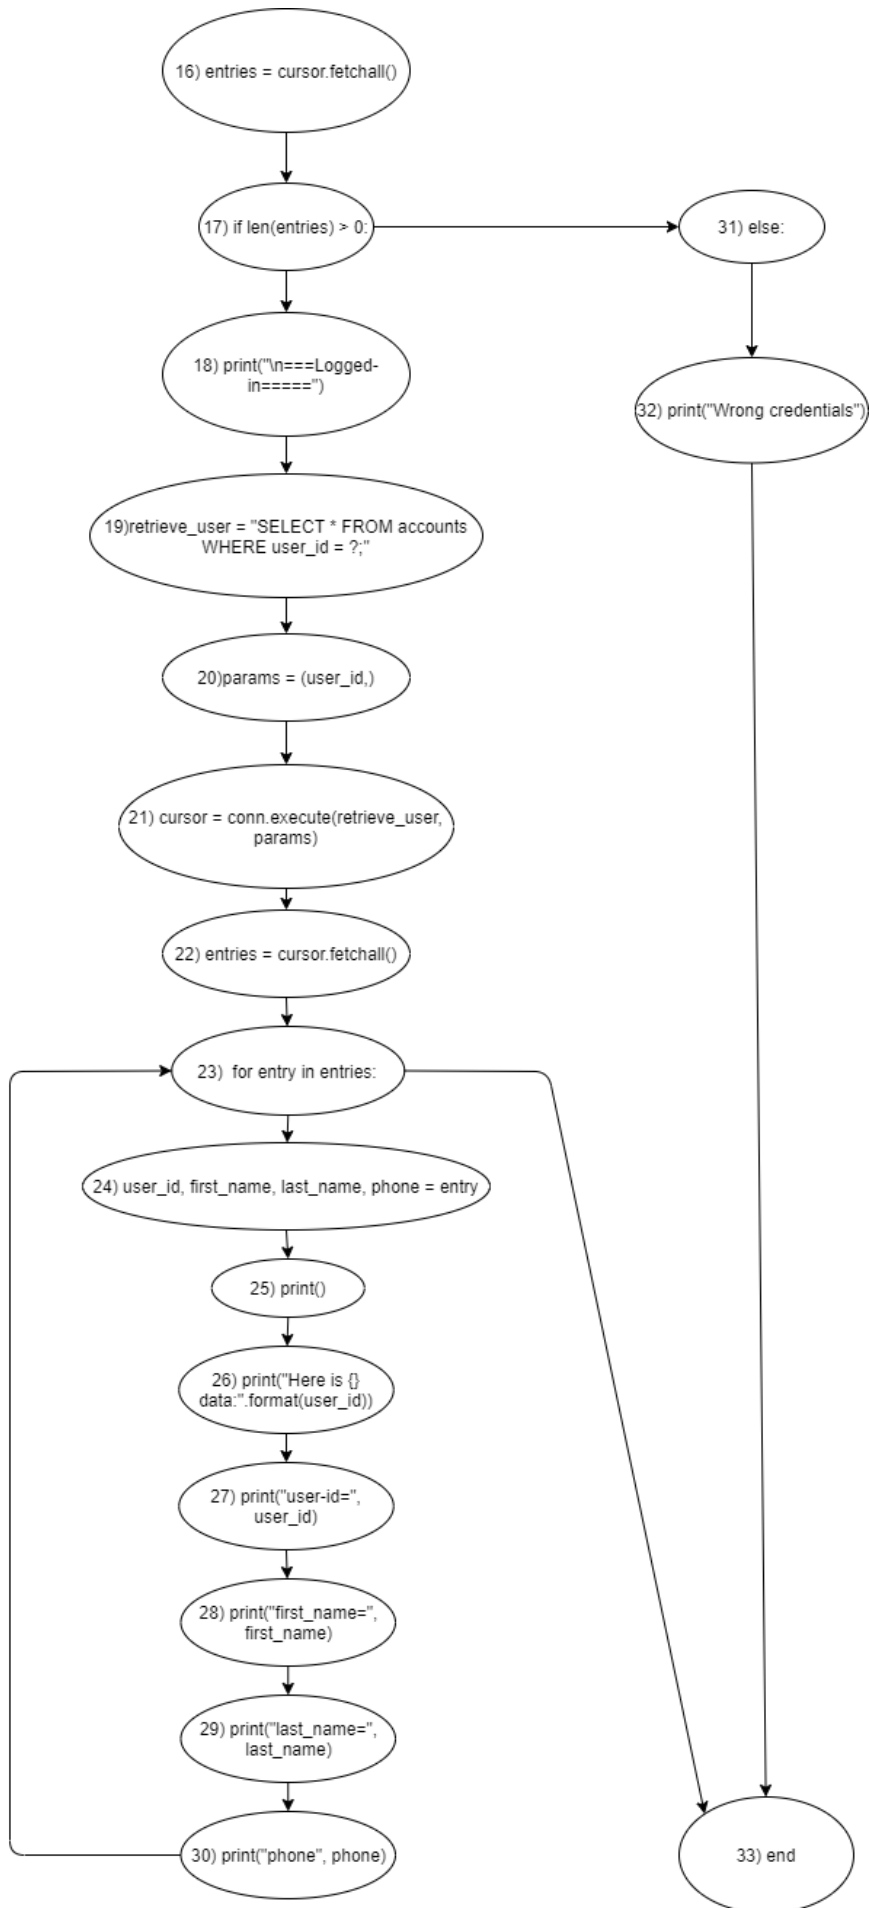 16) entries = cursor.fetchall()
17) if len(entries) > 0:
31) else:
18) print("\n===Logged-
in=====")
32) print("Wrong credentials")
19)retrieve_user = "SELECT * FROM accounts
WHERE user_id = ?;"
20)params = (user_id,)
21) cursor = conn.execute(retrieve_user,
params)
22) entries = cursor.fetchall()
23) for entry in entries:
24) user_id, first_name, last_name, phone = entry
25) print()
26) print("Here is {}
data:".format(user_id))
27) print("user-id=",
user_id)
28) print("first_name=",
first_name)
29) print("last_name=",
last_name)
30) print("phone", phone)
33) end